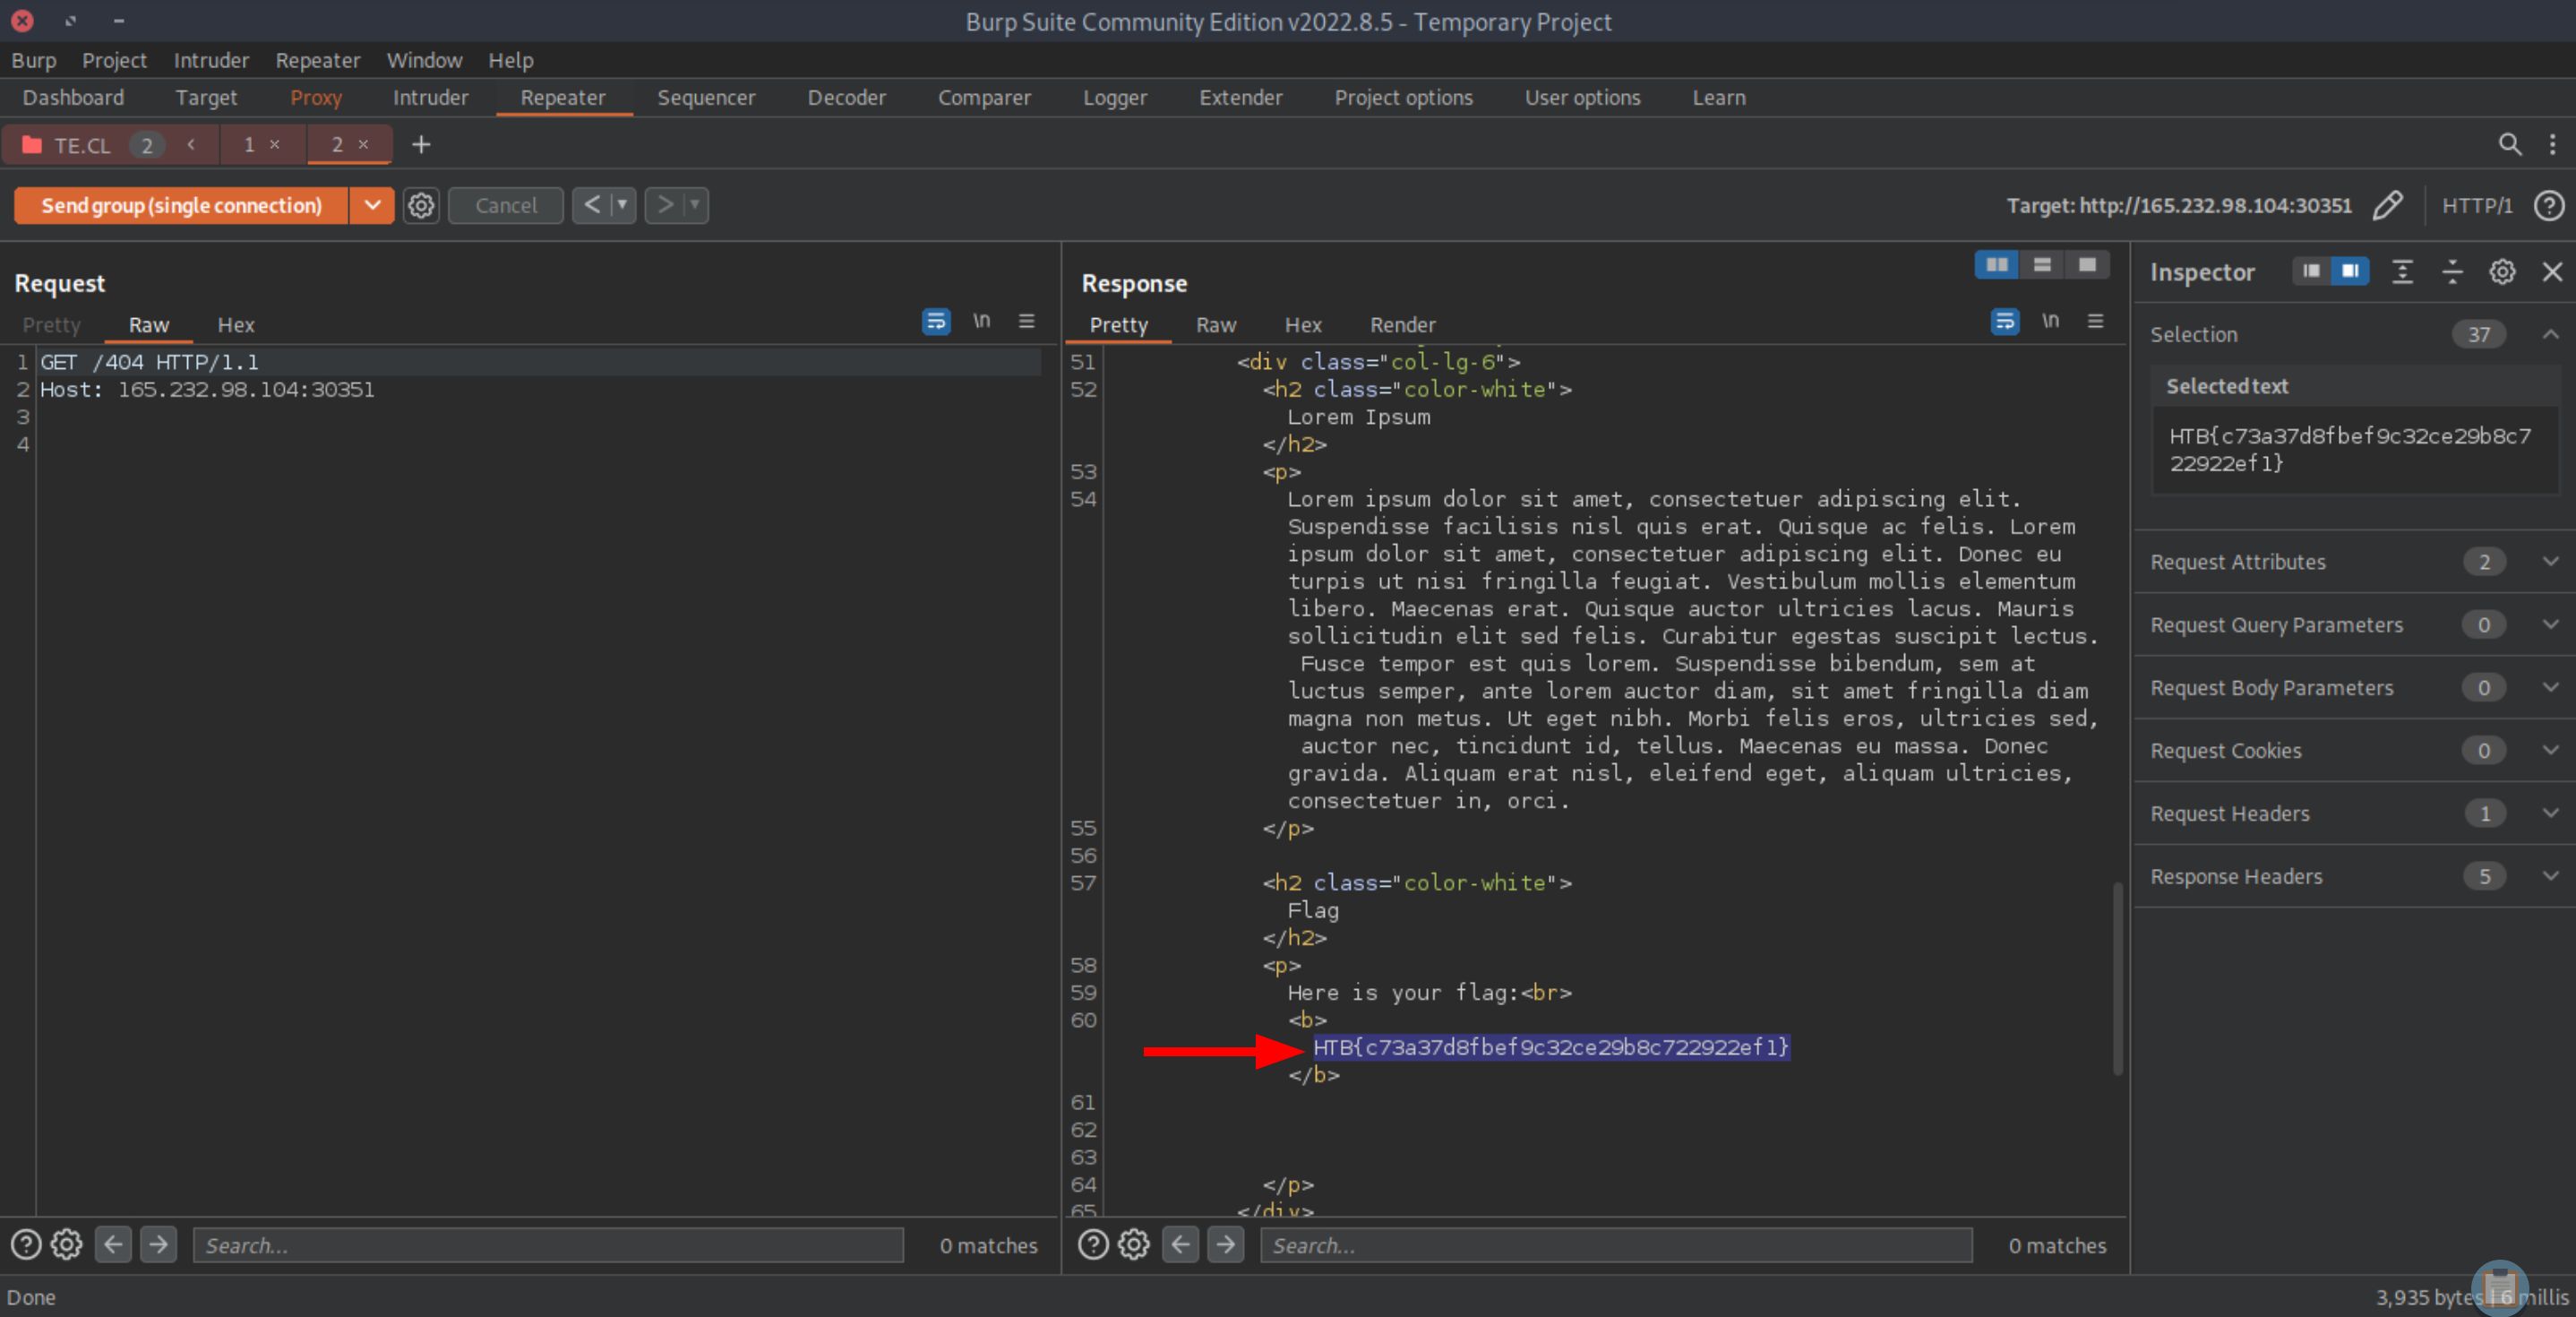 Burp Suite Community Edition v2022.8.5 - Temporary Project
Burp Project Intruder Repeater Window Help
Dashboard Target Proxy Intruder Repeater Sequencer Decoder Comparer Logger Extender Project options User options Learn
TE.CL 2 < 1 × 2 × +
Send group (single connection) Cancel < > Target: http://165.232.98.104:30351 HTTP/1 ?
Request
Pretty Raw Hex \n
1 GET /404 HTTP/1.1
2 Host: 165.232.98.104:30351
3
4
Search... 0 matches
Response
Pretty Raw Hex Render \n
51 <div class="col-lg-6">
52 <h2 class="color-white">
Lorem Ipsum
</h2>
53 <p>
54 Lorem ipsum dolor sit amet, consectetuer adipiscing elit.
Suspendisse facilisis nisl quis erat. Quisque ac felis. Lorem
ipsum dolor sit amet, consectetuer adipiscing elit. Donec eu
turpis ut nisi fringilla feugiat. Vestibulum mollis elementum
libero. Maecenas erat. Quisque auctor ultricies lacus. Mauris
sollicitudin elit sed felis. Curabitur egestas suscipit lectus.
Fusce tempor est quis lorem. Suspendisse bibendum, sem at
luctus semper, ante lorem auctor diam, sit amet fringilla diam
magna non metus. Ut eget nibh. Morbi felis eros, ultricies sed,
auctor nec, tincidunt id, tellus. Maecenas eu massa. Donec
gravida. Aliquam erat nisl, eleifend eget, aliquam ultricies,
consectetuer in, orci.
55 </p>
56
57 <h2 class="color-white">
Flag
</h2>
58 <p>
59 Here is your flag:<br>
60 <b>
HTB{c73a37d8fbef9c32ce29b8c722922ef1}
</b>
61
62
63
64 </p>
65 </div>
Search... 0 matches
Inspector
Selection 37
Selected text
HTB{c73a37d8fbef9c32ce29b8c7
22922ef1}
Request Attributes 2
Request Query Parameters 0
Request Body Parameters 0
Request Cookies 0
Request Headers 1
Response Headers 5
Done
3,935 bytes | 6 millis